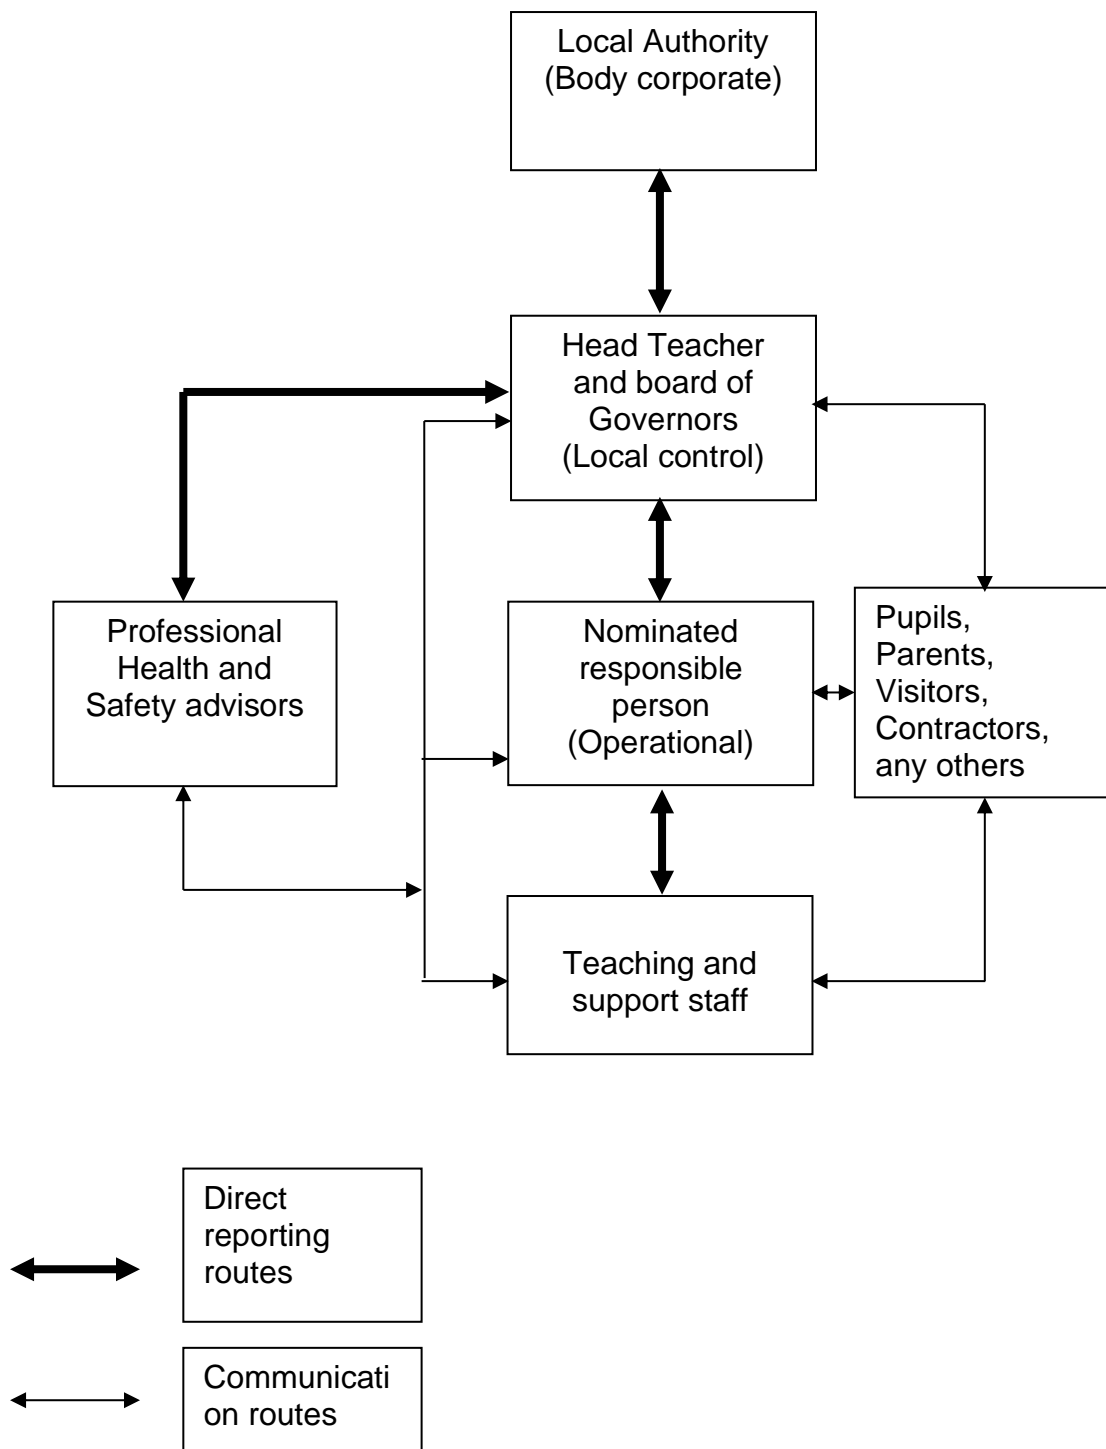 Local Authority
(Body corporate)
Head Teacher
and board of
Governors
(Local control)
Professional
Health and
Safety advisors
Nominated
responsible
person
(Operational)
Pupils,
Parents,
Visitors,
Contractors,
any others
Teaching and
support staff
Direct
reporting
routes
Communicati
on routes